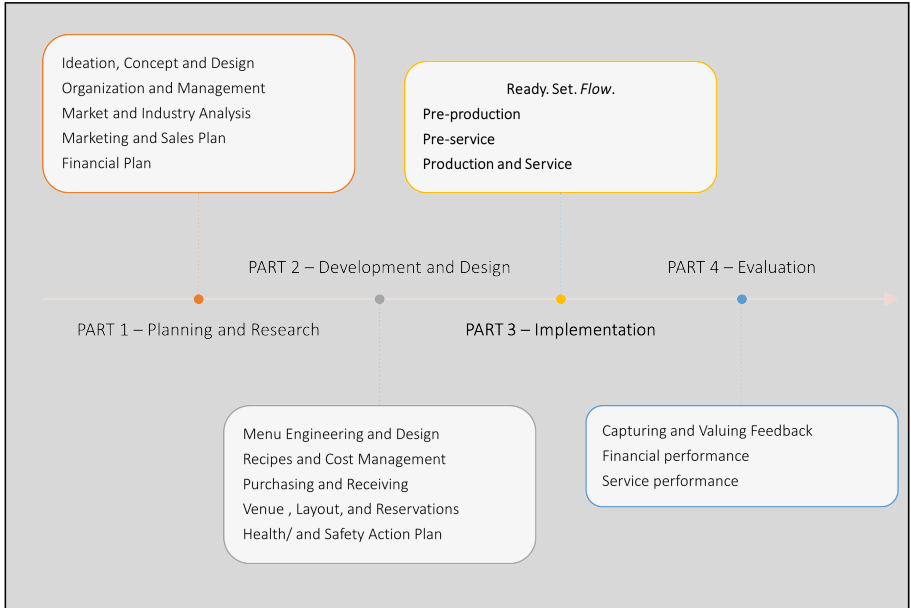 Ideation, Concept and Design
Organization and Management
Market and Industry Analysis
Marketing and Sales Plan
Financial Plan
Ready. Set. Flow.
Pre-production
Pre-service
Production and Service
PART 2 – Development and Design
PART 4 – Evaluation
PART 1 – Planning and Research
PART 3 – Implementation
Menu Engineering and Design
Recipes and Cost Management
Purchasing and Receiving
Venue , Layout, and Reservations
Health/ and Safety Action Plan
Capturing and Valuing Feedback
Financial performance
Service performance